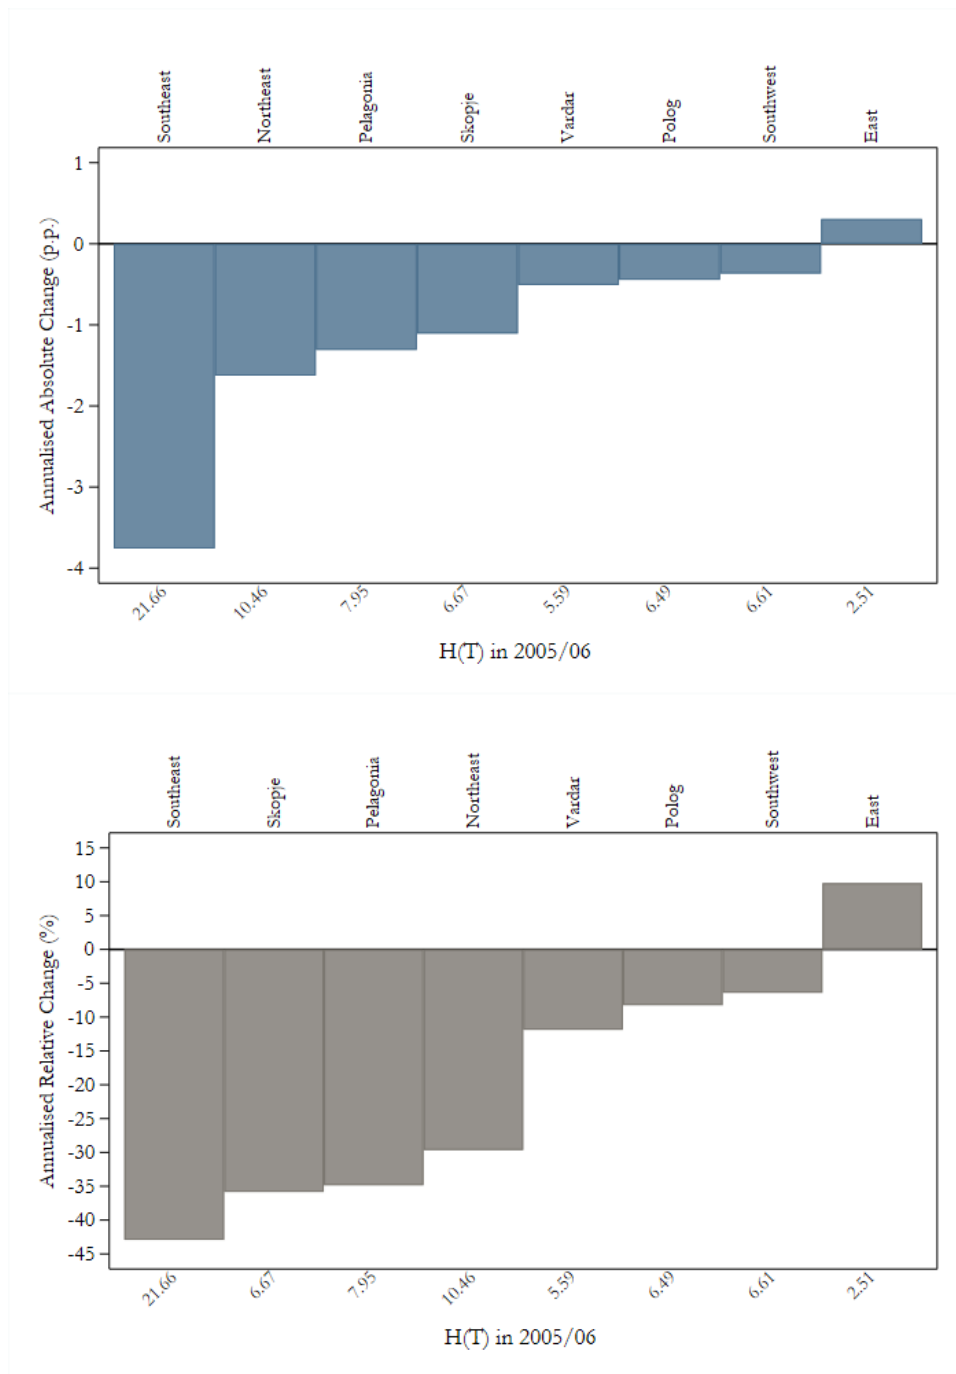 Southeast
Northeast
Pelagonia
Skopje
Vardar
Polog
Southwest
East
Annualised Absolute Change (p.p.)
1
0
-1
-2
-3
-4
21.66
10.46
7.95
6.67
5.59
6.49
6.61
2.51
H(T) in 2005/06
Southeast
Skopje
Pelagonia
Northeast
Vardar
Polog
Southwest
East
Annualised Relative Change (%)
15
10
5
0
-5
-10
-15
-20
-25
-30
-35
-40
-45
21.66
6.67
7.95
10.46
5.59
6.49
6.61
2.51
H(T) in 2005/06